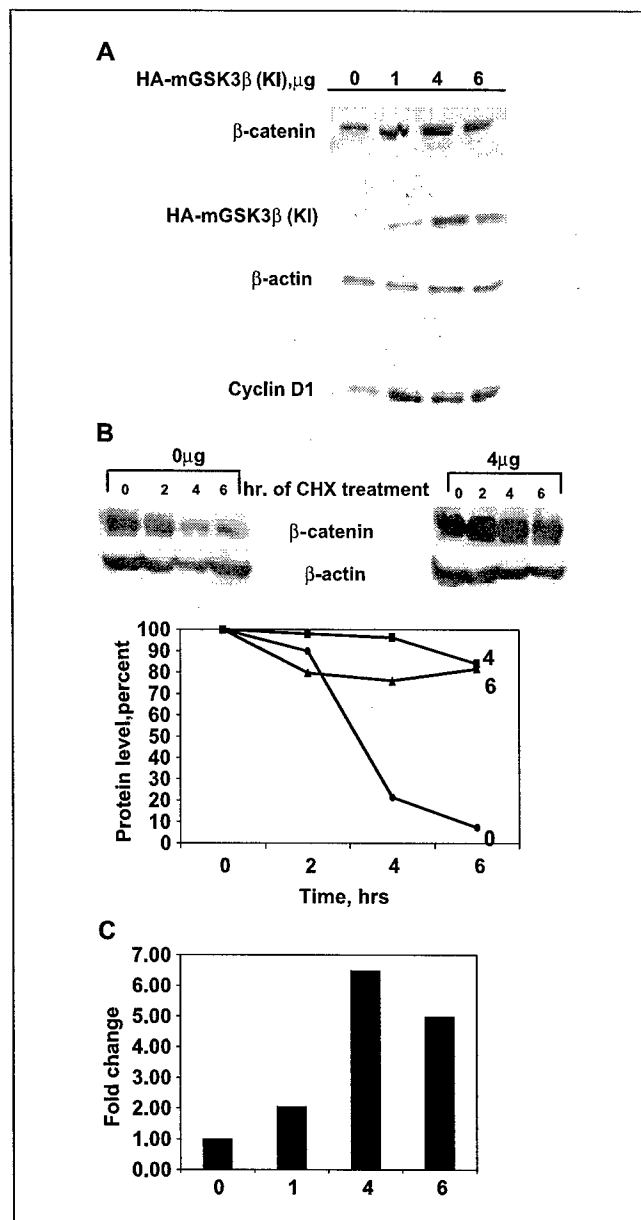 A
HA-mGSK3β (KI),μg 0 1 4 6
β-catenin
HA-mGSK3β (KI)
β-actin
Cyclin D1
B
0μg 4μg
0 2 4 6 hr. of CHX treatment 0 2 4 6
β-catenin
β-actin
100
90
80
70
60
50
40
30
20
10
0
Protein level,percent
4
6
0
0 2 4 6
Time, hrs
C
7.00
6.00
5.00
4.00
3.00
2.00
1.00
0.00
Fold change
0 1 4 6